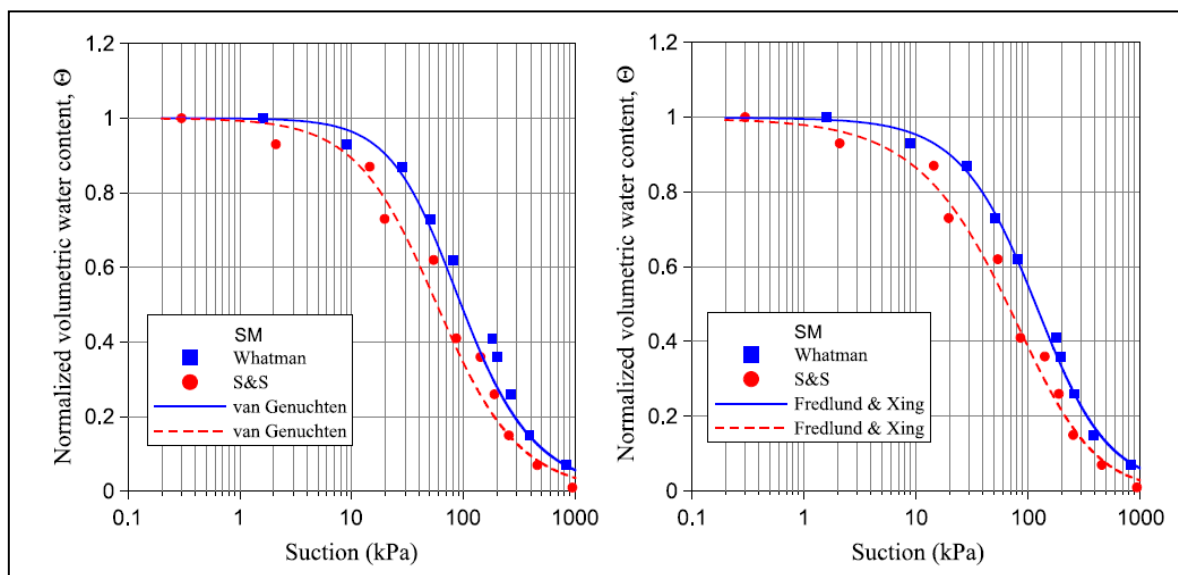 Normalized volumetric water content, Θ
1.2
1
0.8
0.6
0.4
0.2
0
SM
Whatman
S&S
van Genuchten
van Genuchten
0.1
1
10
100
1000
Suction (kPa)
Normalized volumetric water content, Θ
1.2
1
0.8
0.6
0.4
0.2
0
SM
Whatman
S&S
Fredlund & Xing
Fredlund & Xing
0.1
1
10
100
1000
Suction (kPa)